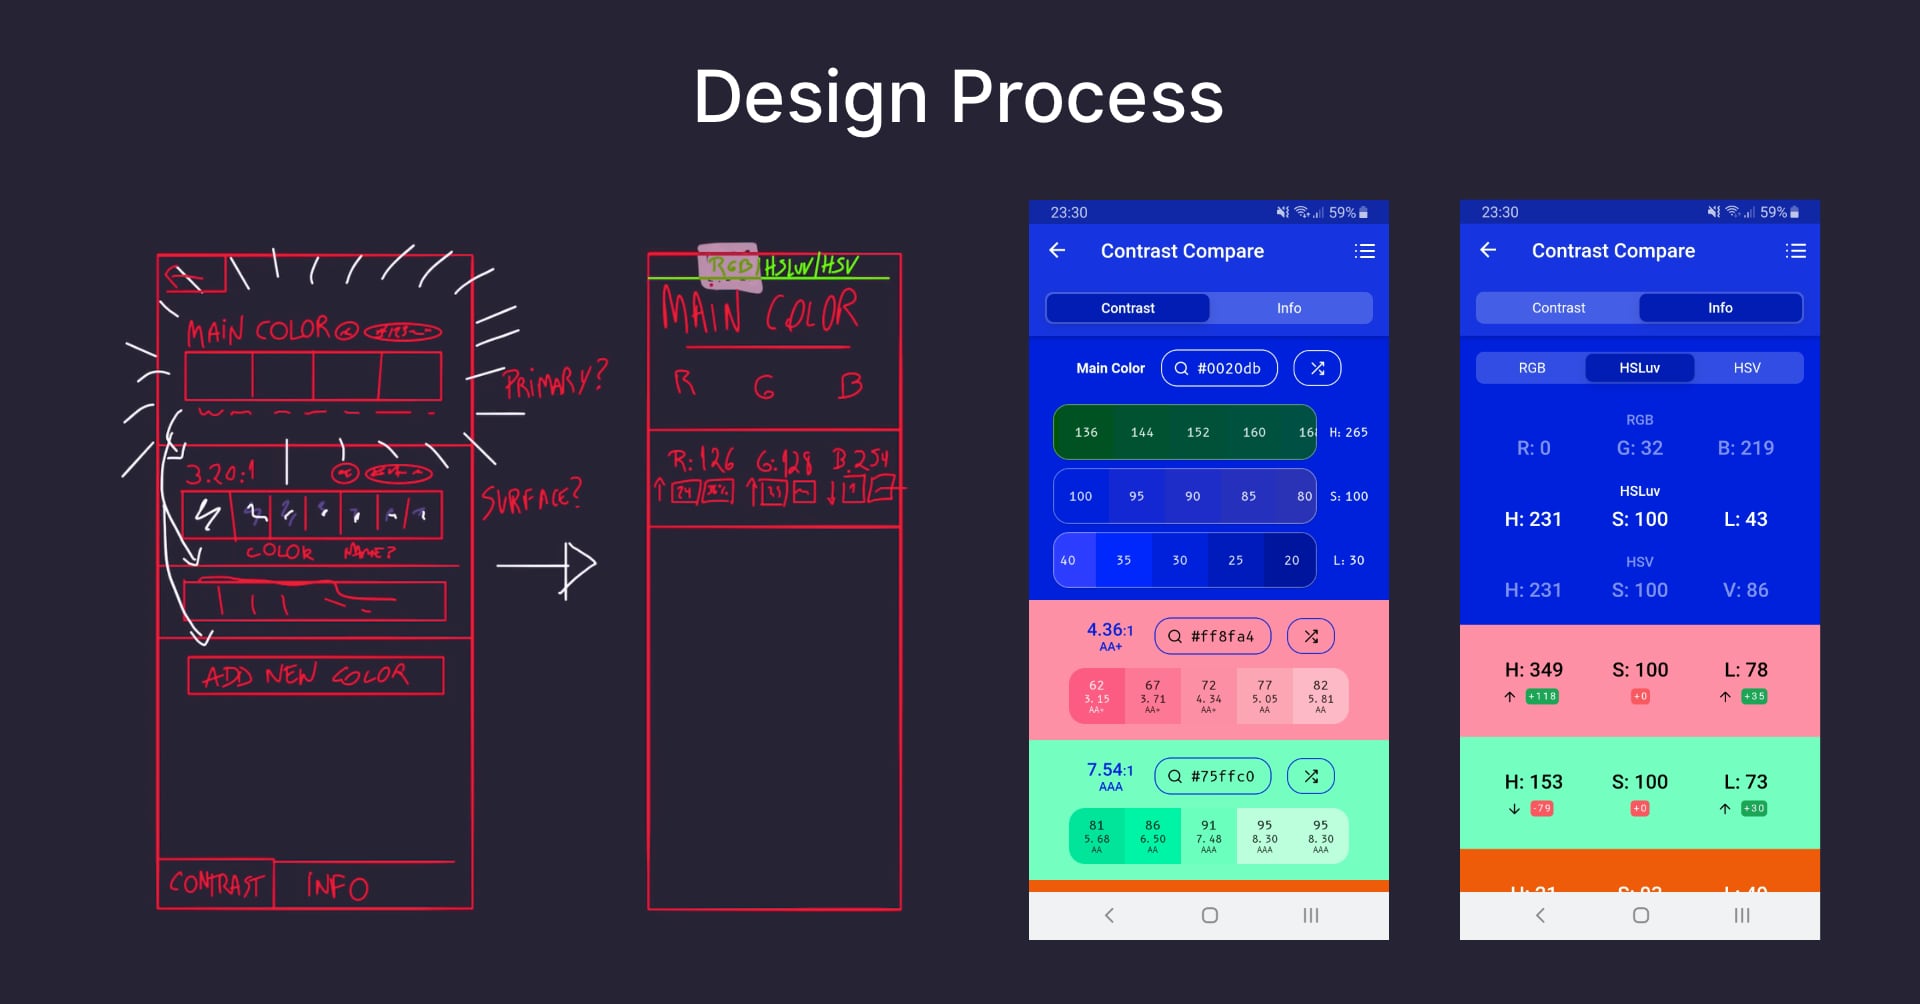 Design Process
MAIN COLOR
3.20:1
COLOR NAME?
ADD NEW COLOR
CONTRAST INFO
PRIMARY?
SURFACE?
RGB/HSLUV/HSV
MAIN COLOR
R G B
R:126 G:128 B:254
23:30 59%
Contrast Compare
Contrast Info
Main Color #0020db
136 144 152 160 H: 265
100 95 90 85 80 S: 100
40 35 30 25 20 L: 30
4.36:1 #ff8fa4
AA+
62 67 72 77 82
3.15 3.71 4.34 5.05 5.81
AA+ AA+ AA+ AA AA
7.54:1 #75ffc0
AAA
81 86 91 95 95
5.68 6.50 7.48 8.30 8.30
AA AA AAA AAA AAA
23:30 59%
Contrast Compare
Contrast Info
RGB HSLuv HSV
RGB
R: 0 G: 32 B: 219
HSLuv
H: 231 S: 100 L: 43
HSV
H: 231 S: 100 V: 86
H: 349 S: 100 L: 78
+118 +0 +35
H: 153 S: 100 L: 73
-79 +0 +30